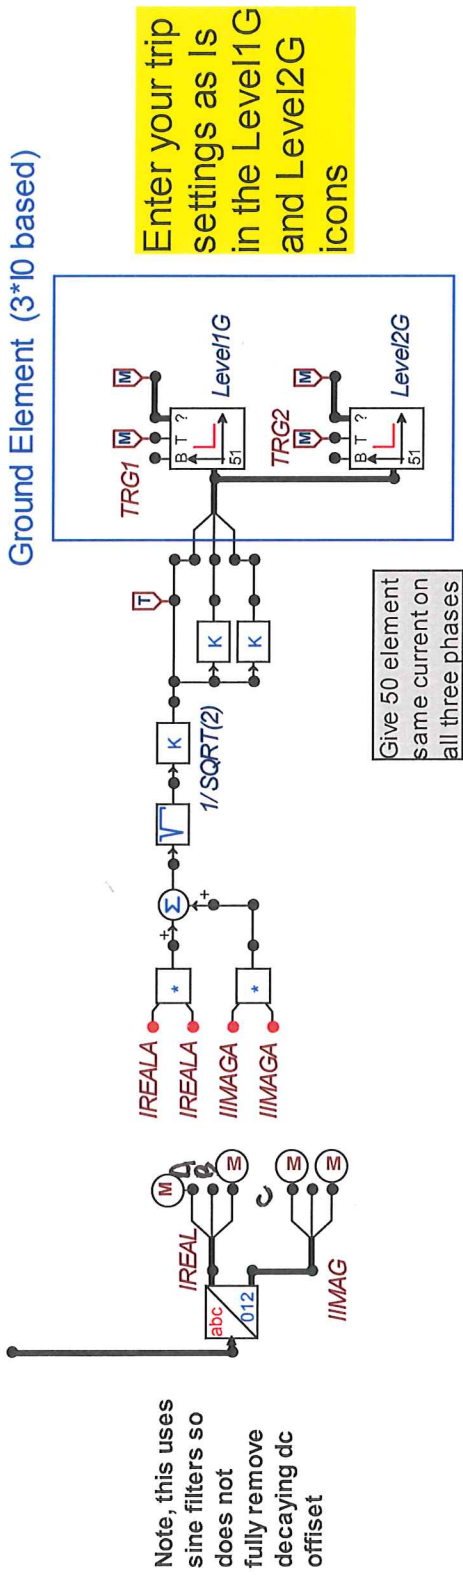 Ground Element (3*I0 based)
Enter your trip
settings as Is
in the Level1G
and Level2G
icons
M
M
TRG1
B T ?
51
Level1G
M
M
TRG2
B T ?
51
Level2G
T
K
K
K
1/SQRT(2)
Give 50 element
same current on
all three phases
Σ
+
+
*
*
IREALA
IREALA
IIMAGA
IIMAGA
M
A
B
M
C
M
M
IREAL
IIMAG
abc
012
Note, this uses
sine filters so
does not
fully remove
decaying dc
offiset